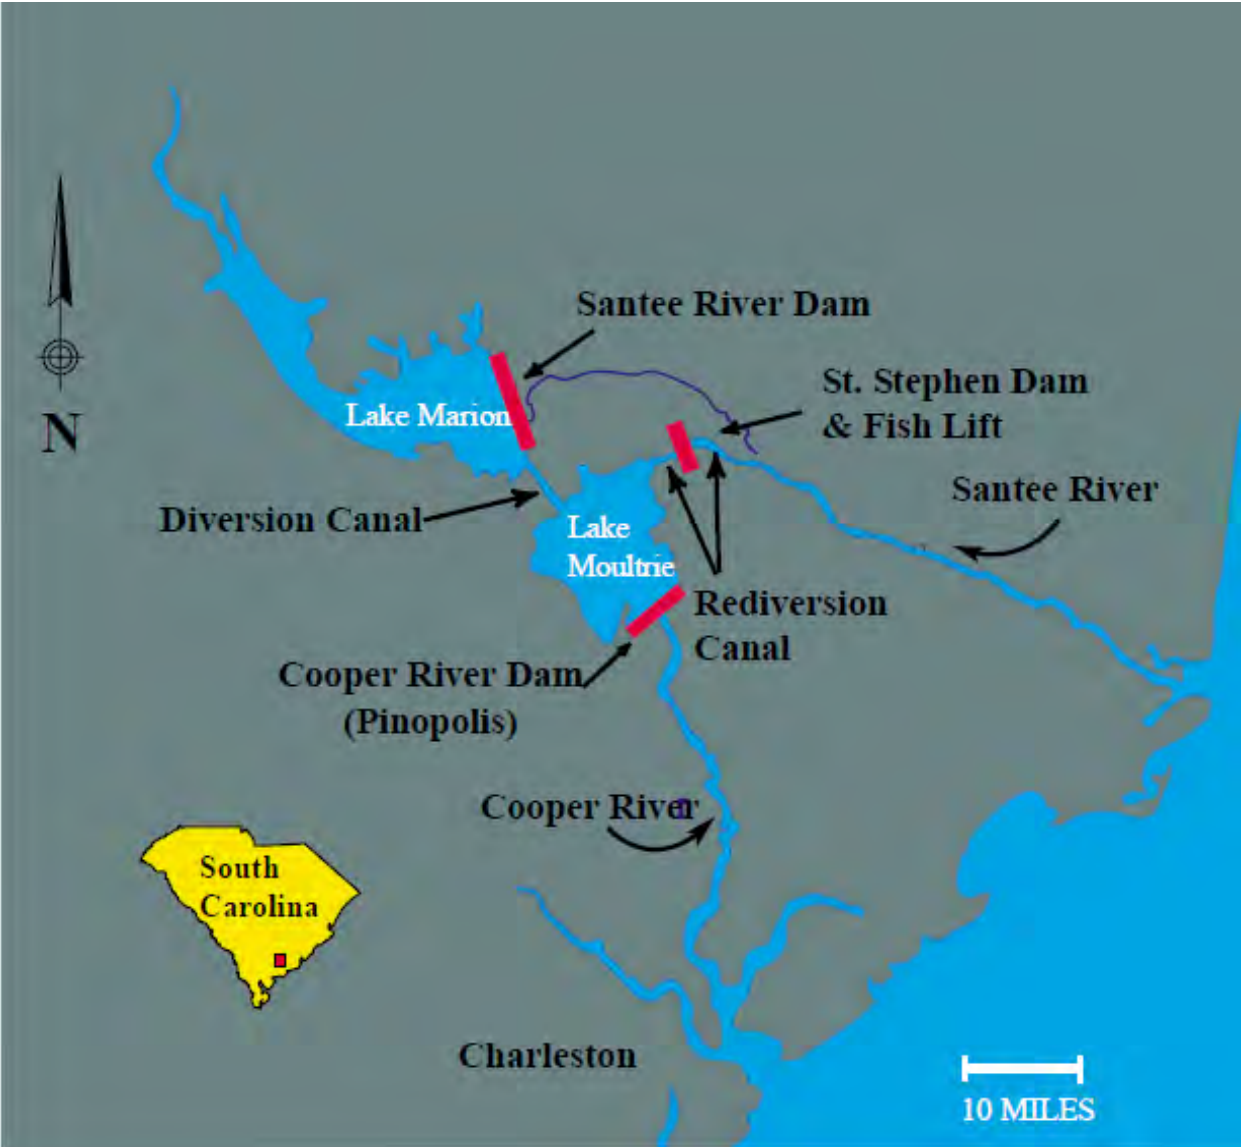 Santee River Dam
St. Stephen Dam
& Fish Lift
Lake Marion
N
Santee River
Diversion Canal
Lake
Moultrie
Rediversion
Canal
Cooper River Dam
(Pinopolis)
Cooper River
South
Carolina
Charleston
10 MILES